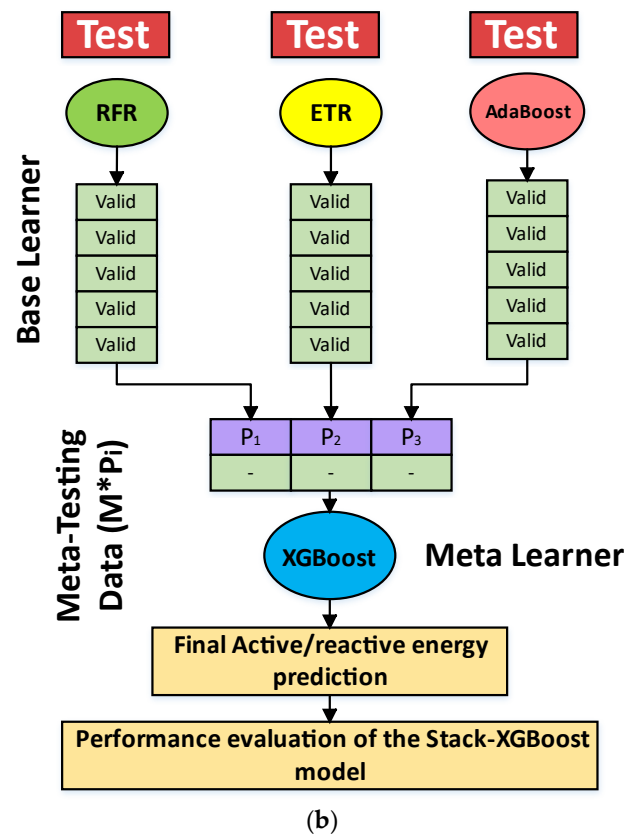 Test Test Test
RFR ETR AdaBoost
Base Learner
Valid Valid Valid
Valid Valid Valid
Valid Valid Valid
Valid Valid Valid
Valid Valid Valid
Meta-Testing
Data (M*Pi)
P₁ P₂ P₃
- - -
XGBoost
Meta Learner
Final Active/reactive energy
prediction
Performance evaluation of the Stack-XGBoost
model
(b)